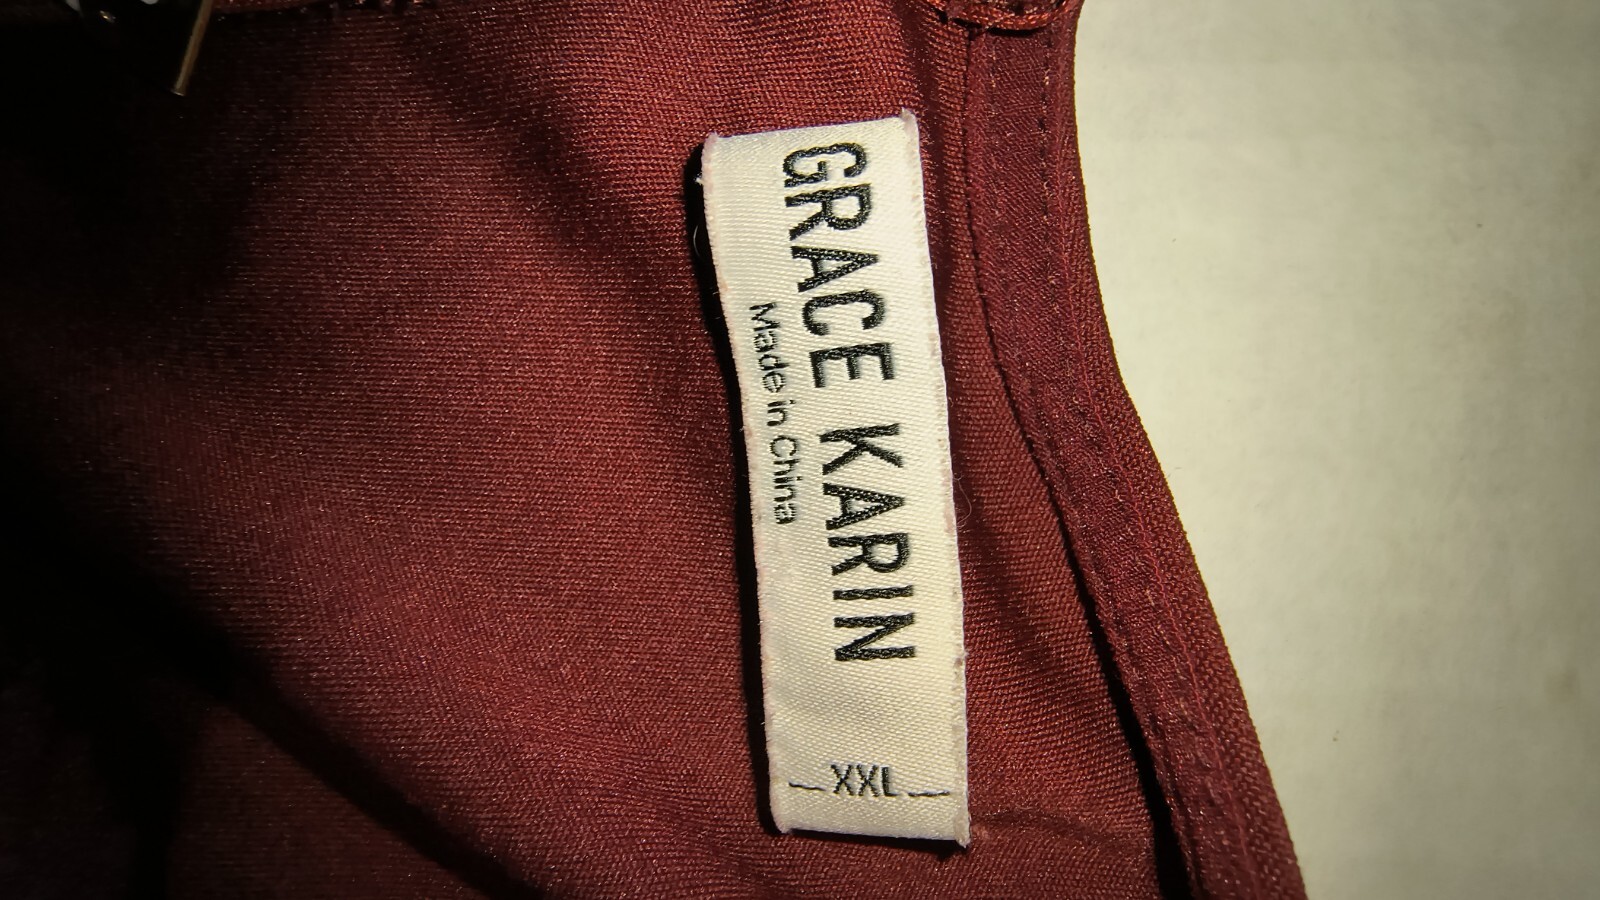 GRACE KARIN
Made in China
XXL